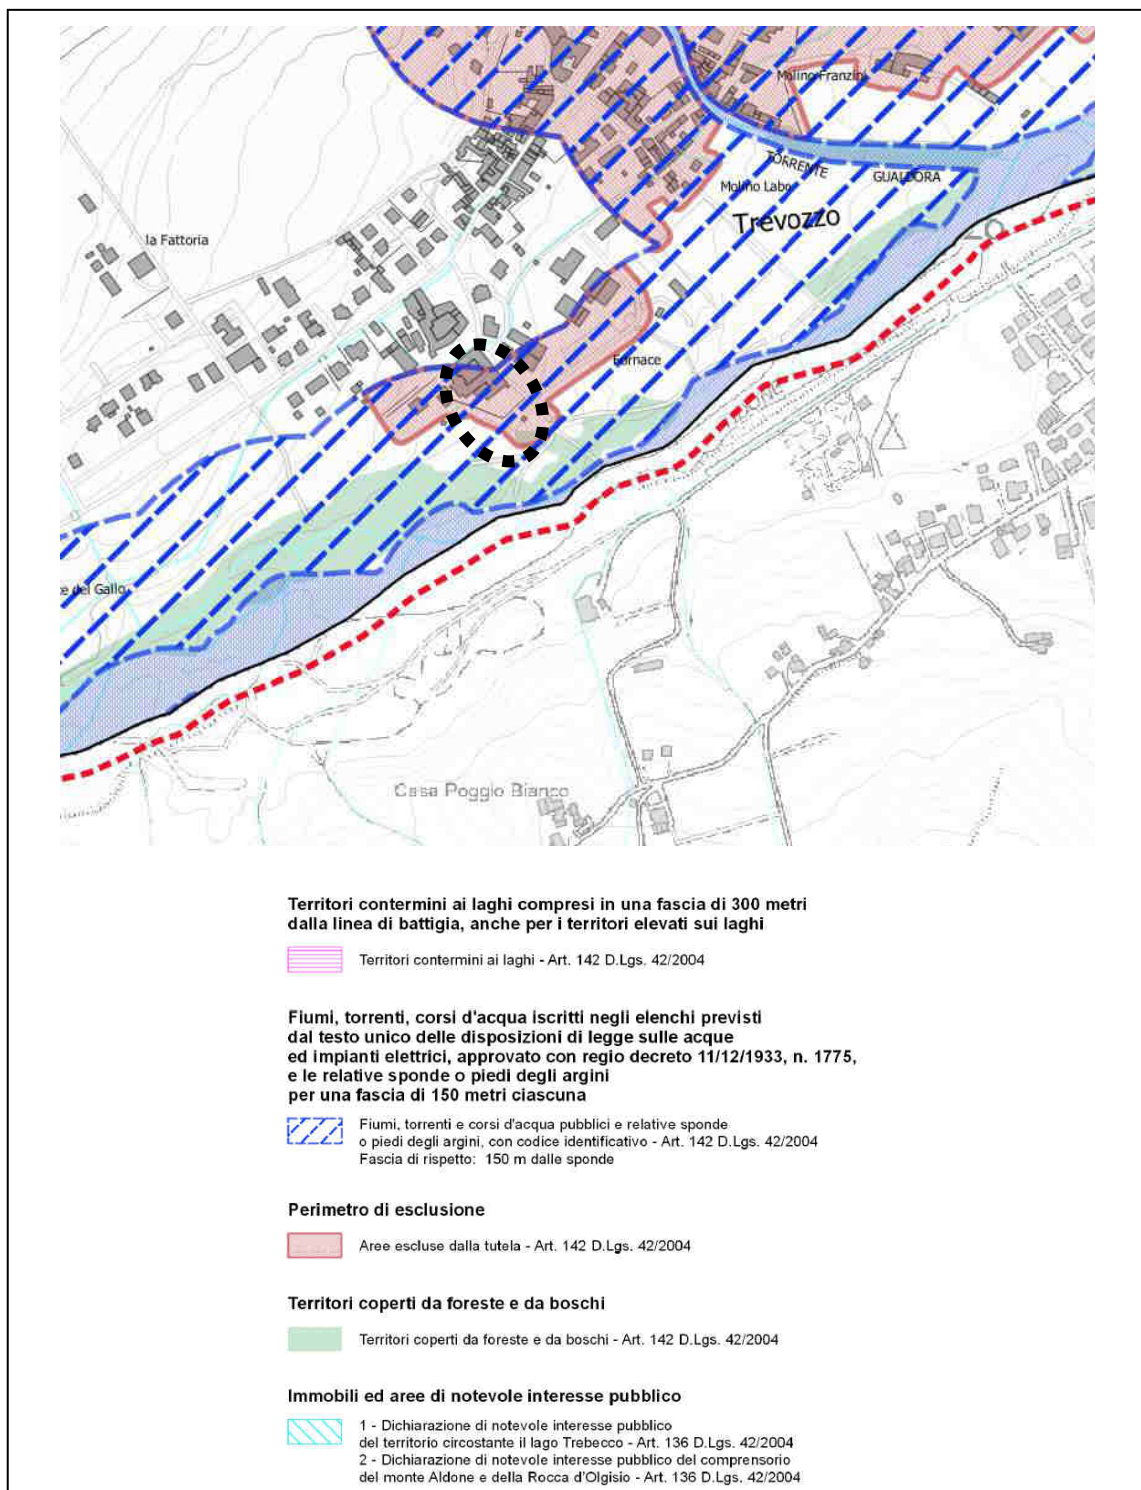 Molino Franzini
TORRENTE
GUALDORA
Molino Labo
Trevozzo
la Fattoria
Fornace
del Gallo
Casa Poggio Bianco
Territori contermini ai laghi compresi in una fascia di 300 metri
dalla linea di battigia, anche per i territori elevati sui laghi
Territori contermini ai laghi - Art. 142 D.Lgs. 42/2004
Fiumi, torrenti, corsi d'acqua iscritti negli elenchi previsti
dal testo unico delle disposizioni di legge sulle acque
ed impianti elettrici, approvato con regio decreto 11/12/1933, n. 1775,
e le relative sponde o piedi degli argini
per una fascia di 150 metri ciascuna
Fiumi, torrenti e corsi d'acqua pubblici e relative sponde
o piedi degli argini, con codice identificativo - Art. 142 D.Lgs. 42/2004
Fascia di rispetto: 150 m dalle sponde
Perimetro di esclusione
Aree escluse dalla tutela - Art. 142 D.Lgs. 42/2004
Territori coperti da foreste e da boschi
Territori coperti da foreste e da boschi - Art. 142 D.Lgs. 42/2004
Immobili ed aree di notevole interesse pubblico
1 - Dichiarazione di notevole interesse pubblico
del territorio circostante il lago Trebecco - Art. 136 D.Lgs. 42/2004
2 - Dichiarazione di notevole interesse pubblico del comprensorio
del monte Aldone e della Rocca d'Olgisio - Art. 136 D.Lgs. 42/2004